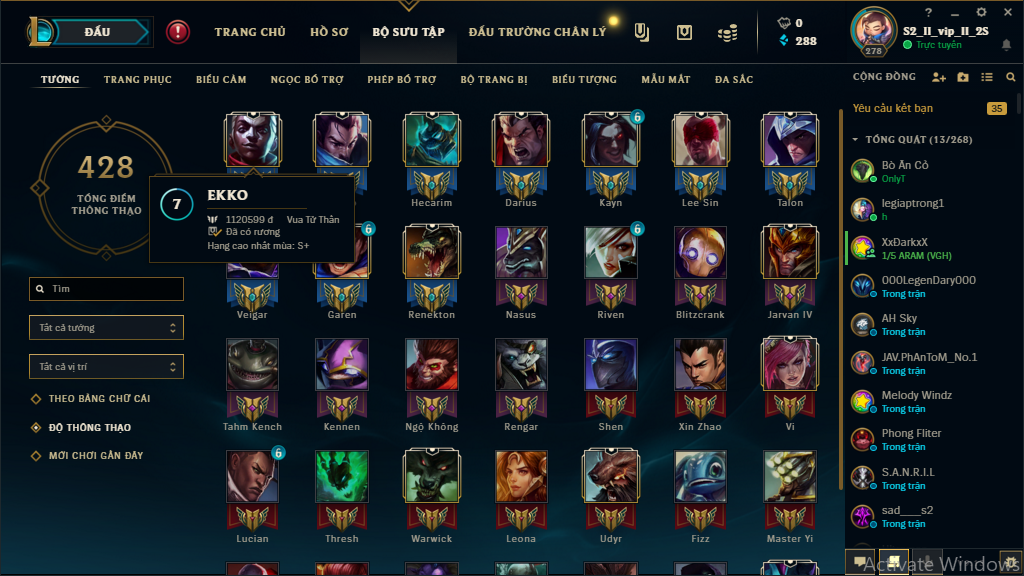 ĐẤU
TRANG CHỦ
HỒ SƠ
BỘ SƯU TẬP
ĐẤU TRƯỜNG CHÂN LÝ
0
288
278
S2_II_vip_II_2S
Trực tuyến
TƯỚNG
TRANG PHỤC
BIỂU CẢM
NGỌC BỔ TRỢ
PHÉP BỔ TRỢ
BỘ TRANG BỊ
BIỂU TƯỢNG
MẪU MẮT
ĐA SẮC
CỘNG ĐỒNG
428
TỔNG ĐIỂM
THÔNG THẠO
Tìm
Tất cả tướng
Tất cả vị trí
THEO BẢNG CHỮ CÁI
ĐỘ THÔNG THẠO
MỚI CHƠI GẦN ĐÂY
7
EKKO
1120599 đ Vua Tử Thần
Đã có rương
Hạng cao nhất mùa: S+
6
Hecarim
Darius
Kayn
Lee Sin
Talon
6
6
Veigar
Garen
Renekton
Nasus
Riven
Blitzcrank
Jarvan IV
Tahm Kench
Kennen
Ngộ Không
Rengar
Shen
Xin Zhao
Vi
6
Lucian
Thresh
Warwick
Leona
Udyr
Fizz
Master Yi
Yêu cầu kết bạn
35
TỔNG QUÁT (13/268)
Bò Ăn Cỏ
OnlyT
legiaptrong1
h
XxĐarkxX
1/5 ARAM (VGH)
000LegenDary000
Trong trận
AH Sky
Trong trận
JAV.PhAnToM_No.1
Trong trận
Melody Windz
Trong trận
Phong Fliter
Trong trận
S.A.N.R.I.L
Trong trận
sad___s2
Trong trận
Activate Windows